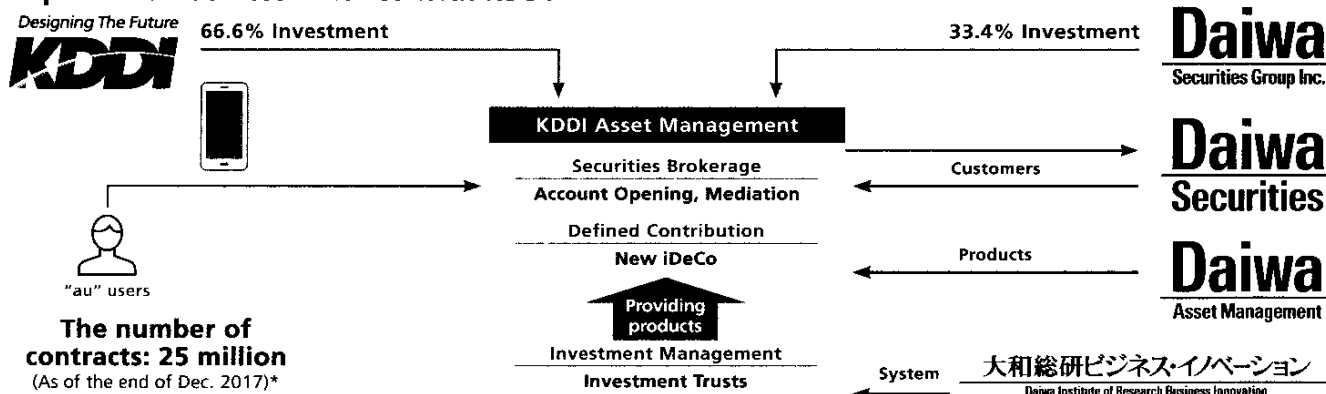 Designing The Future
KDDI
66.6% Investment
33.4% Investment
Daiwa
Securities Group Inc.
KDDI Asset Management
Securities Brokerage
Account Opening, Mediation
Customers
Daiwa
Securities
Defined Contribution
New iDeCo
Products
Daiwa
Asset Management
"au" users
Providing
products
The number of
contracts: 25 million
(As of the end of Dec. 2017)*
Investment Management
Investment Trusts
System
大和総研ビジネス・イノベーション
Daiwa Institute of Research Business Innovation